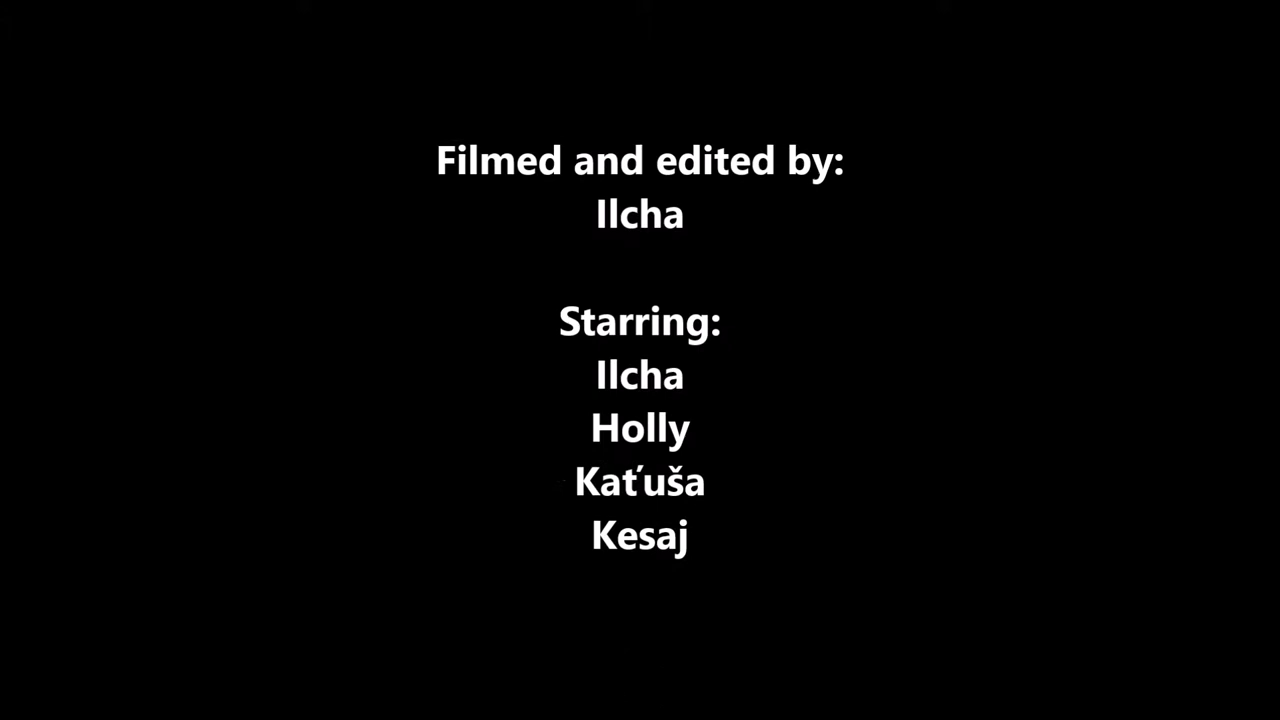 Filmed and edited by:
Ilcha
Starring:
Ilcha
Holly
Kaťuša
Kesaj